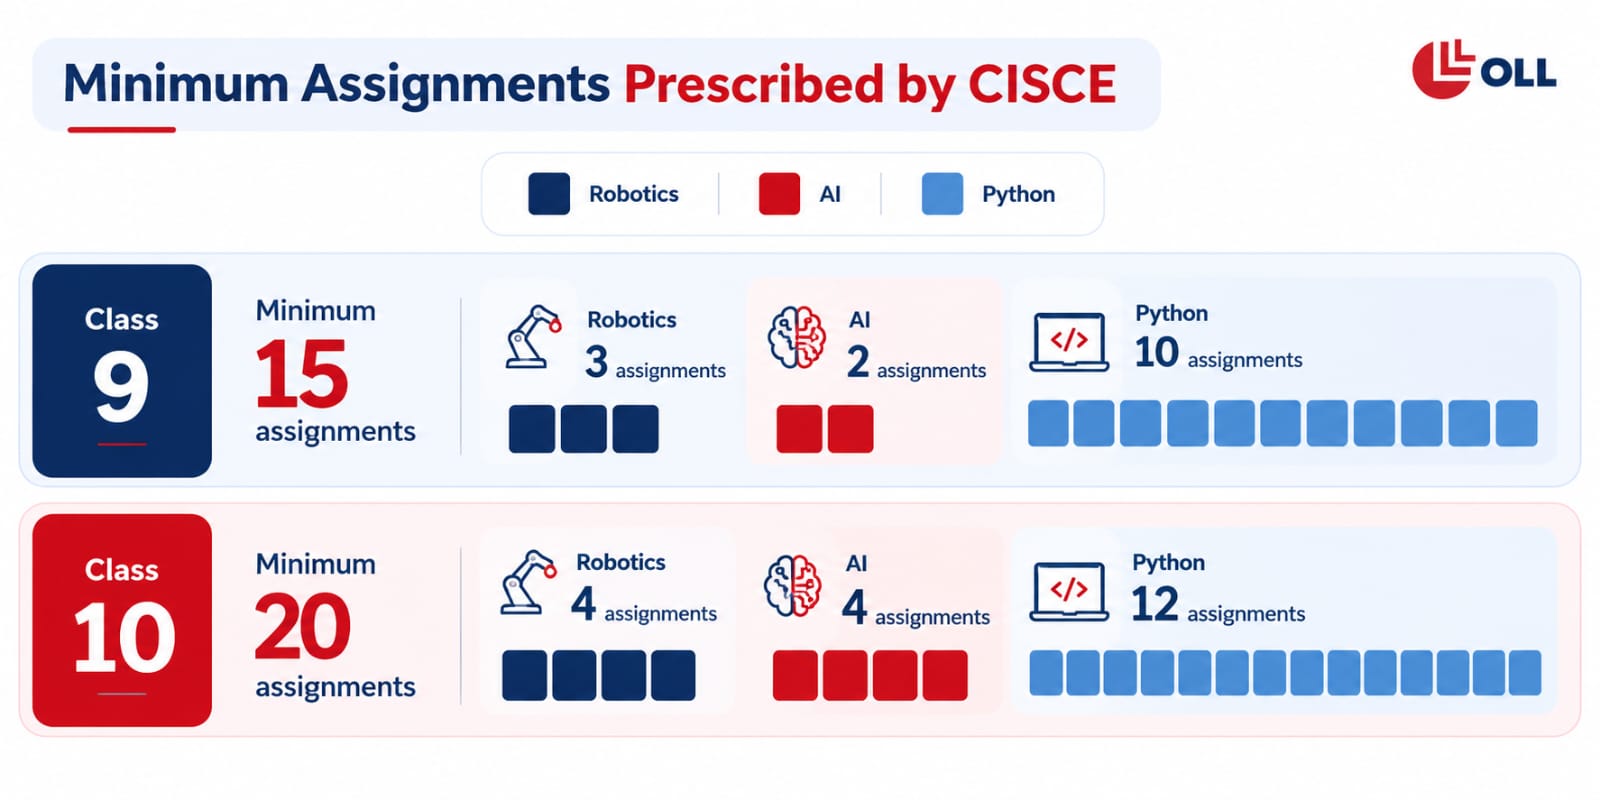 Minimum Assignments Prescribed by CISCE
OLL
Robotics
AI
Python
Class
9
Minimum
15
assignments
Robotics
3 assignments
AI
2 assignments
</>
Python
10 assignments
Class
10
Minimum
20
assignments
Robotics
4 assignments
AI
4 assignments
</>
Python
12 assignments